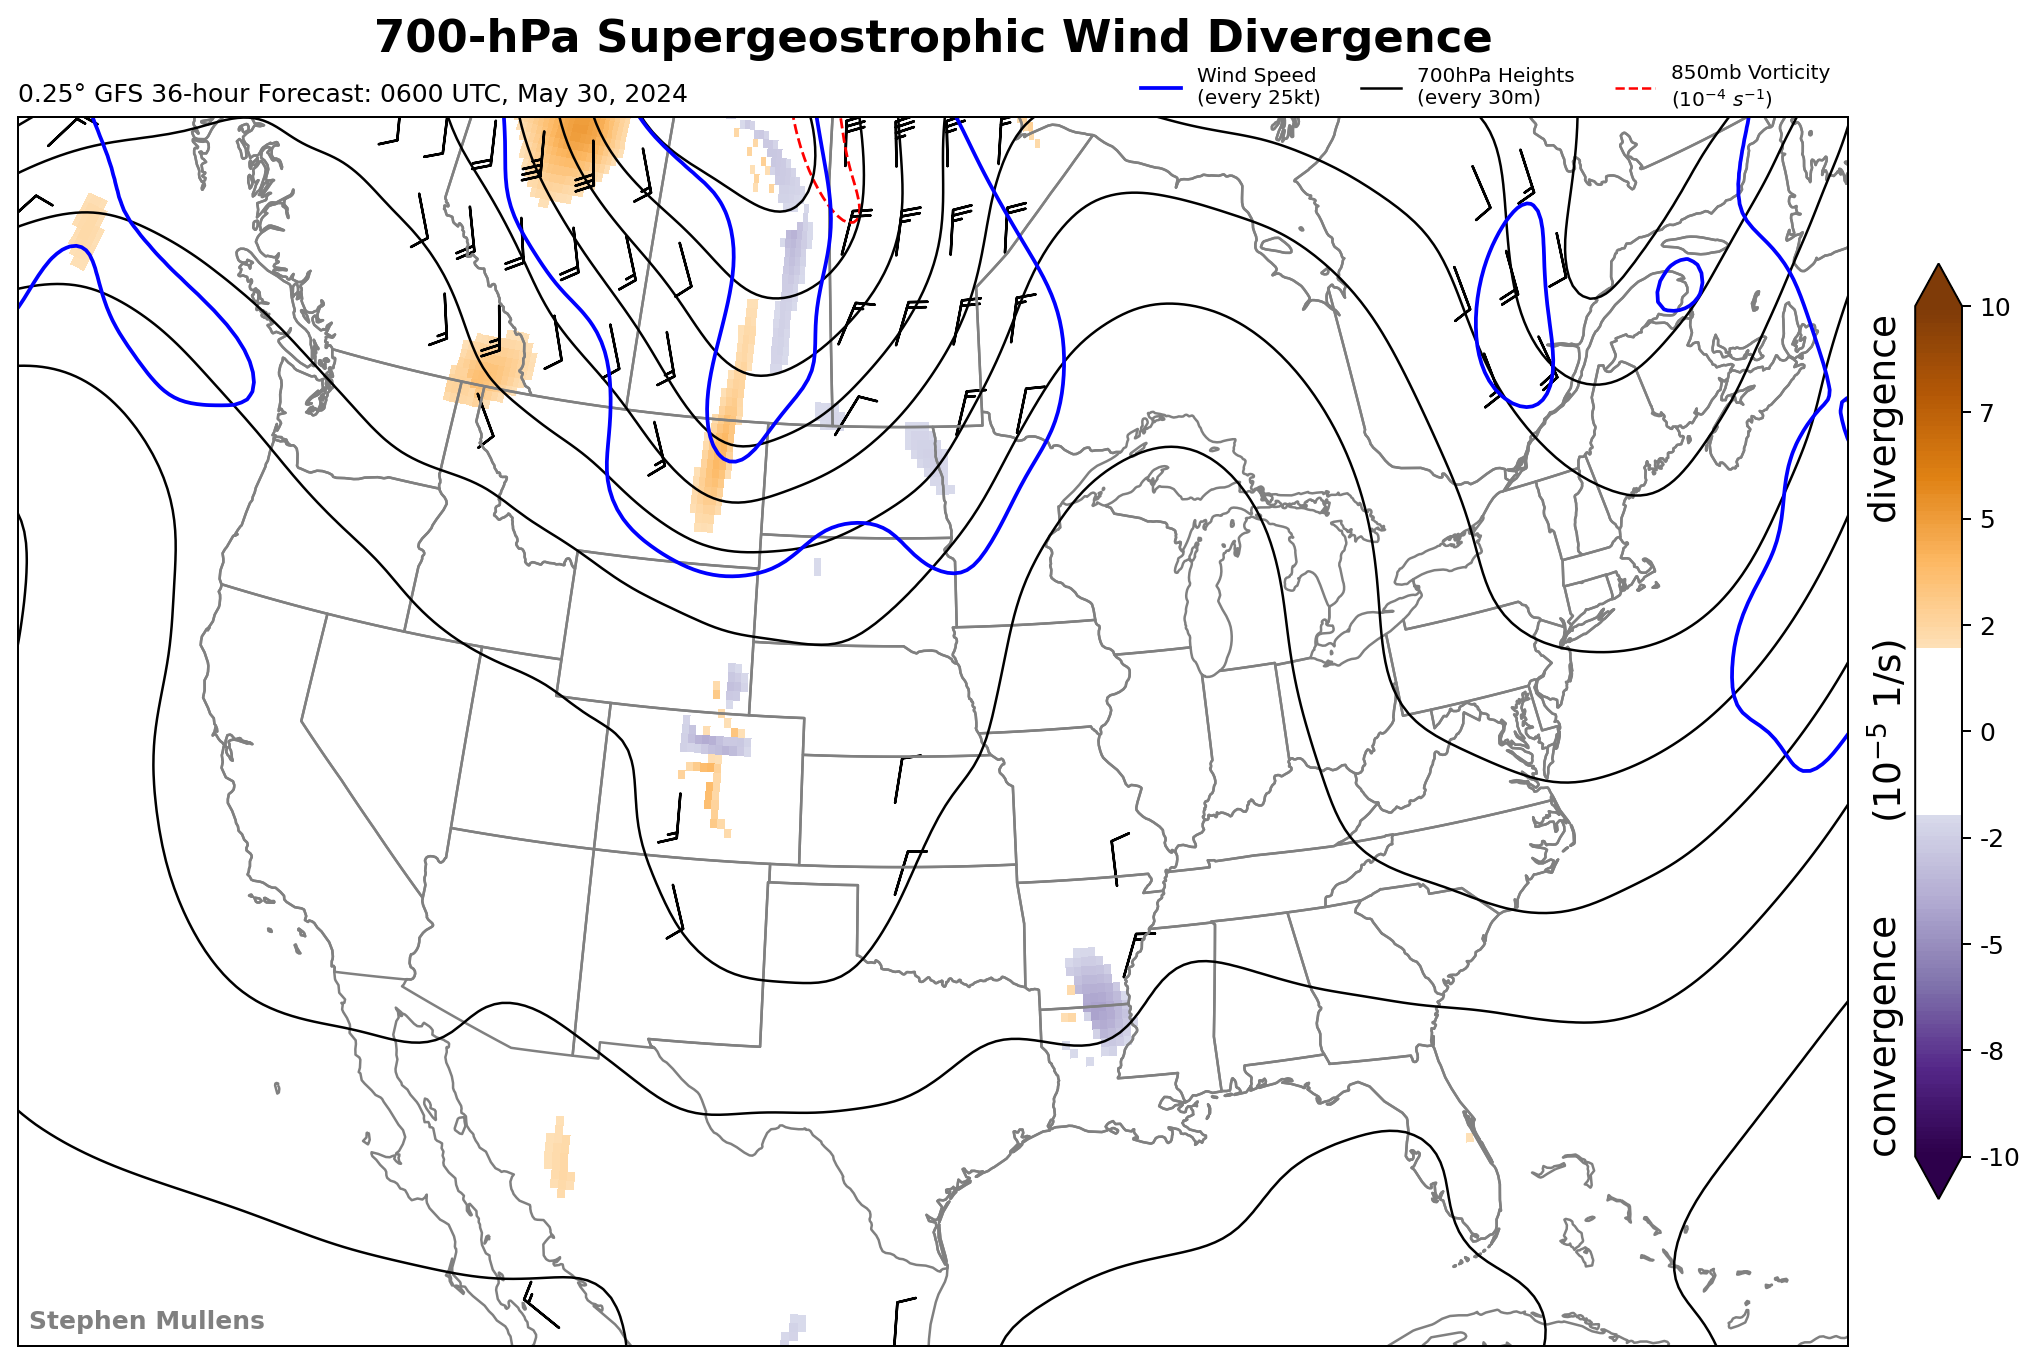 700-hPa Supergeostrophic Wind Divergence
0.25° GFS 36-hour Forecast: 0600 UTC, May 30, 2024
Wind Speed
(every 25kt)
700hPa Heights
(every 30m)
850mb Vorticity
(10⁻⁴ s⁻¹)
10
7
5
2
0
-2
-5
-8
-10
convergence (10⁻⁵ 1/s) divergence
Stephen Mullens